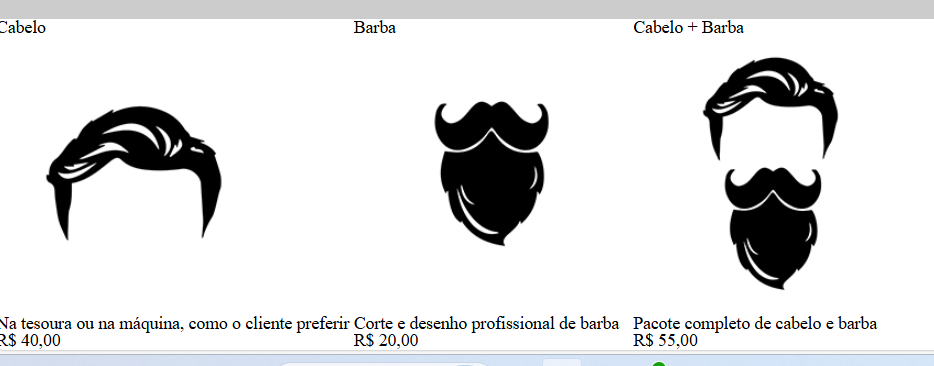 Cabelo
Barba
Cabelo + Barba
Na tesoura ou na máquina, como o cliente preferir
Corte e desenho profissional de barba
Pacote completo de cabelo e barba
R$ 40,00
R$ 20,00
R$ 55,00